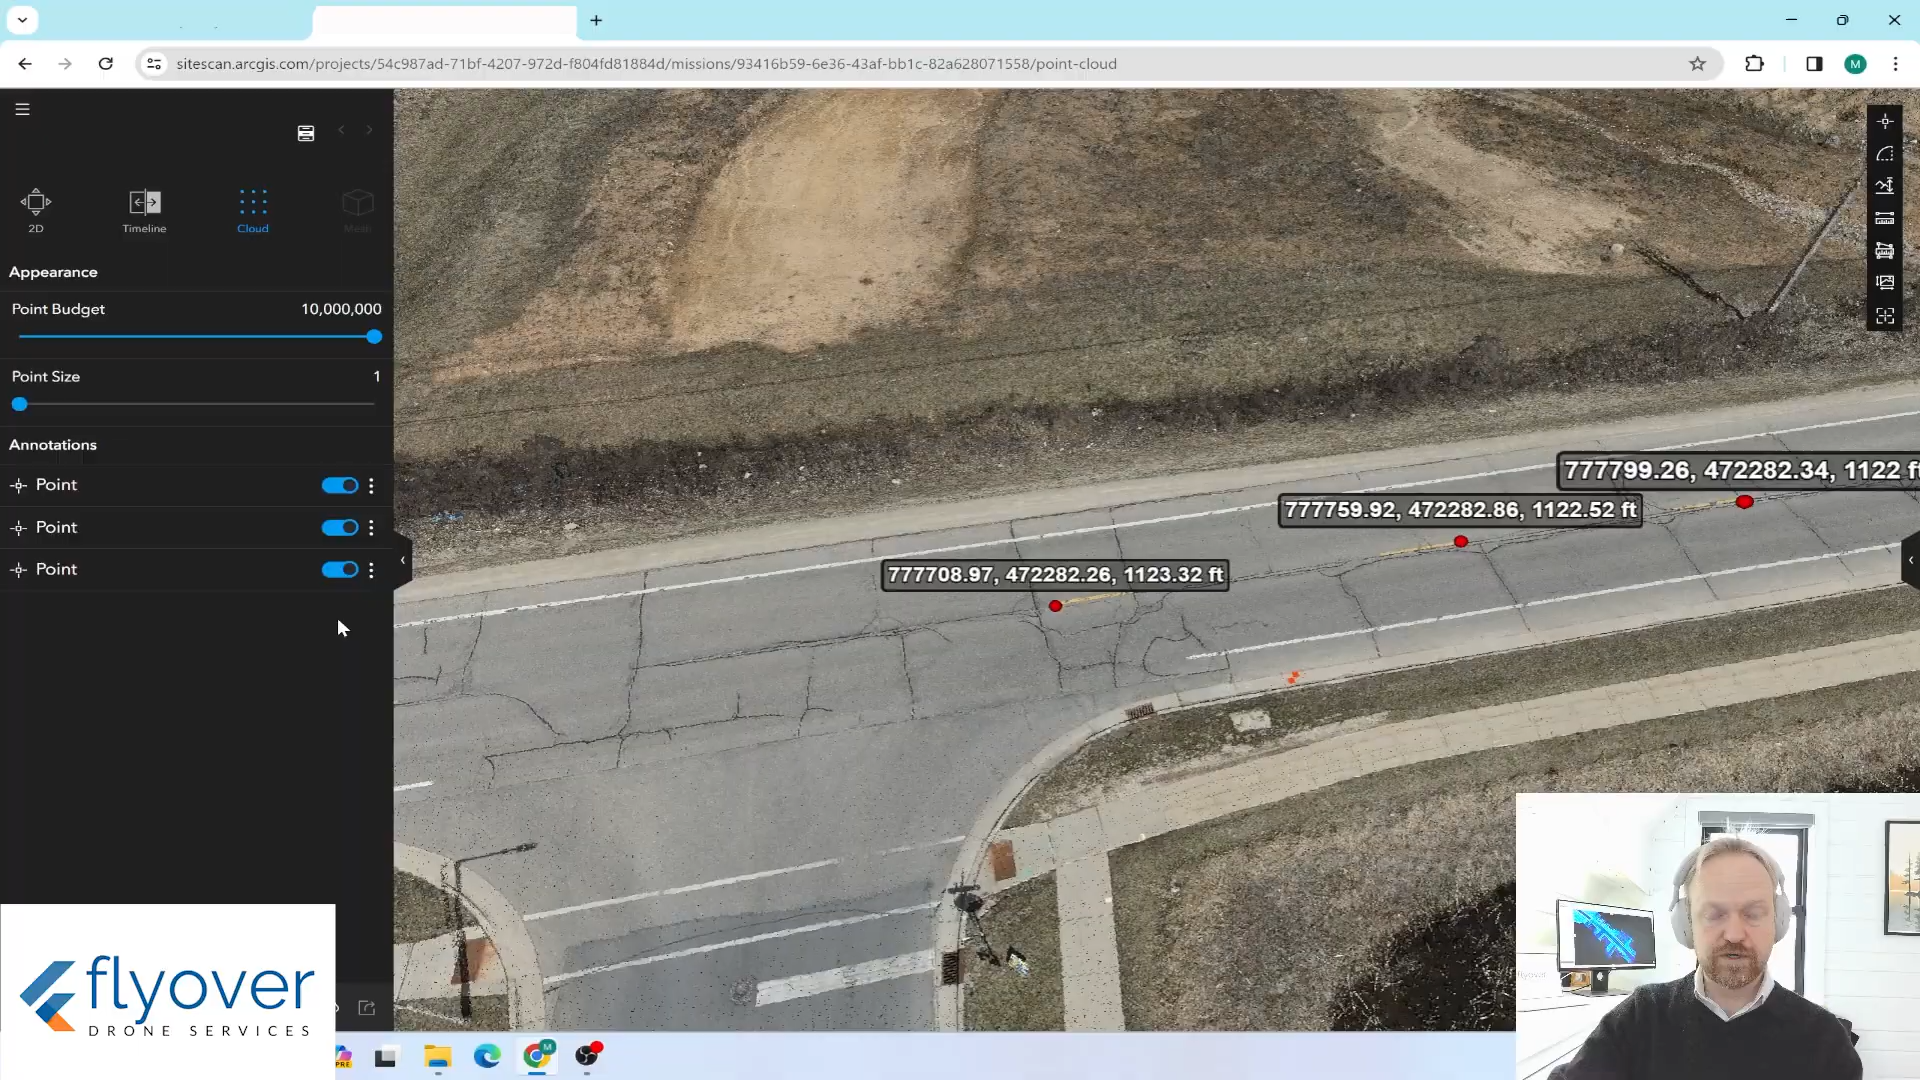 sitescan.arcgis.com/projects/54c987ad-71bf-4207-972d-f804fd81884d/missions/93416b59-6e36-43af-bb1c-82a628071558/point-cloud
M
2D
Timeline
Cloud
Mesh
Appearance
Point Budget
10,000,000
Point Size
1
Annotations
Point
Point
Point
777799.26, 472282.34, 1122 f
777759.92, 472282.86, 1122.52 ft
777708.97, 472282.26, 1123.32 ft
flyover
DRONE SERVICES
PRE
M